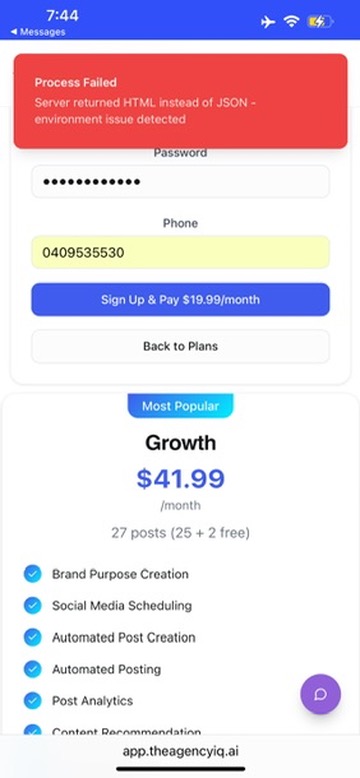 7:44
◀ Messages
Process Failed
Server returned HTML instead of JSON -
environment issue detected
Password
••••••••••••
Phone
0409535530
Sign Up & Pay $19.99/month
Back to Plans
Most Popular
Growth
$41.99
/month
27 posts (25 + 2 free)
Brand Purpose Creation
Social Media Scheduling
Automated Post Creation
Automated Posting
Post Analytics
Content Recommendation
app.theagencyiq.ai